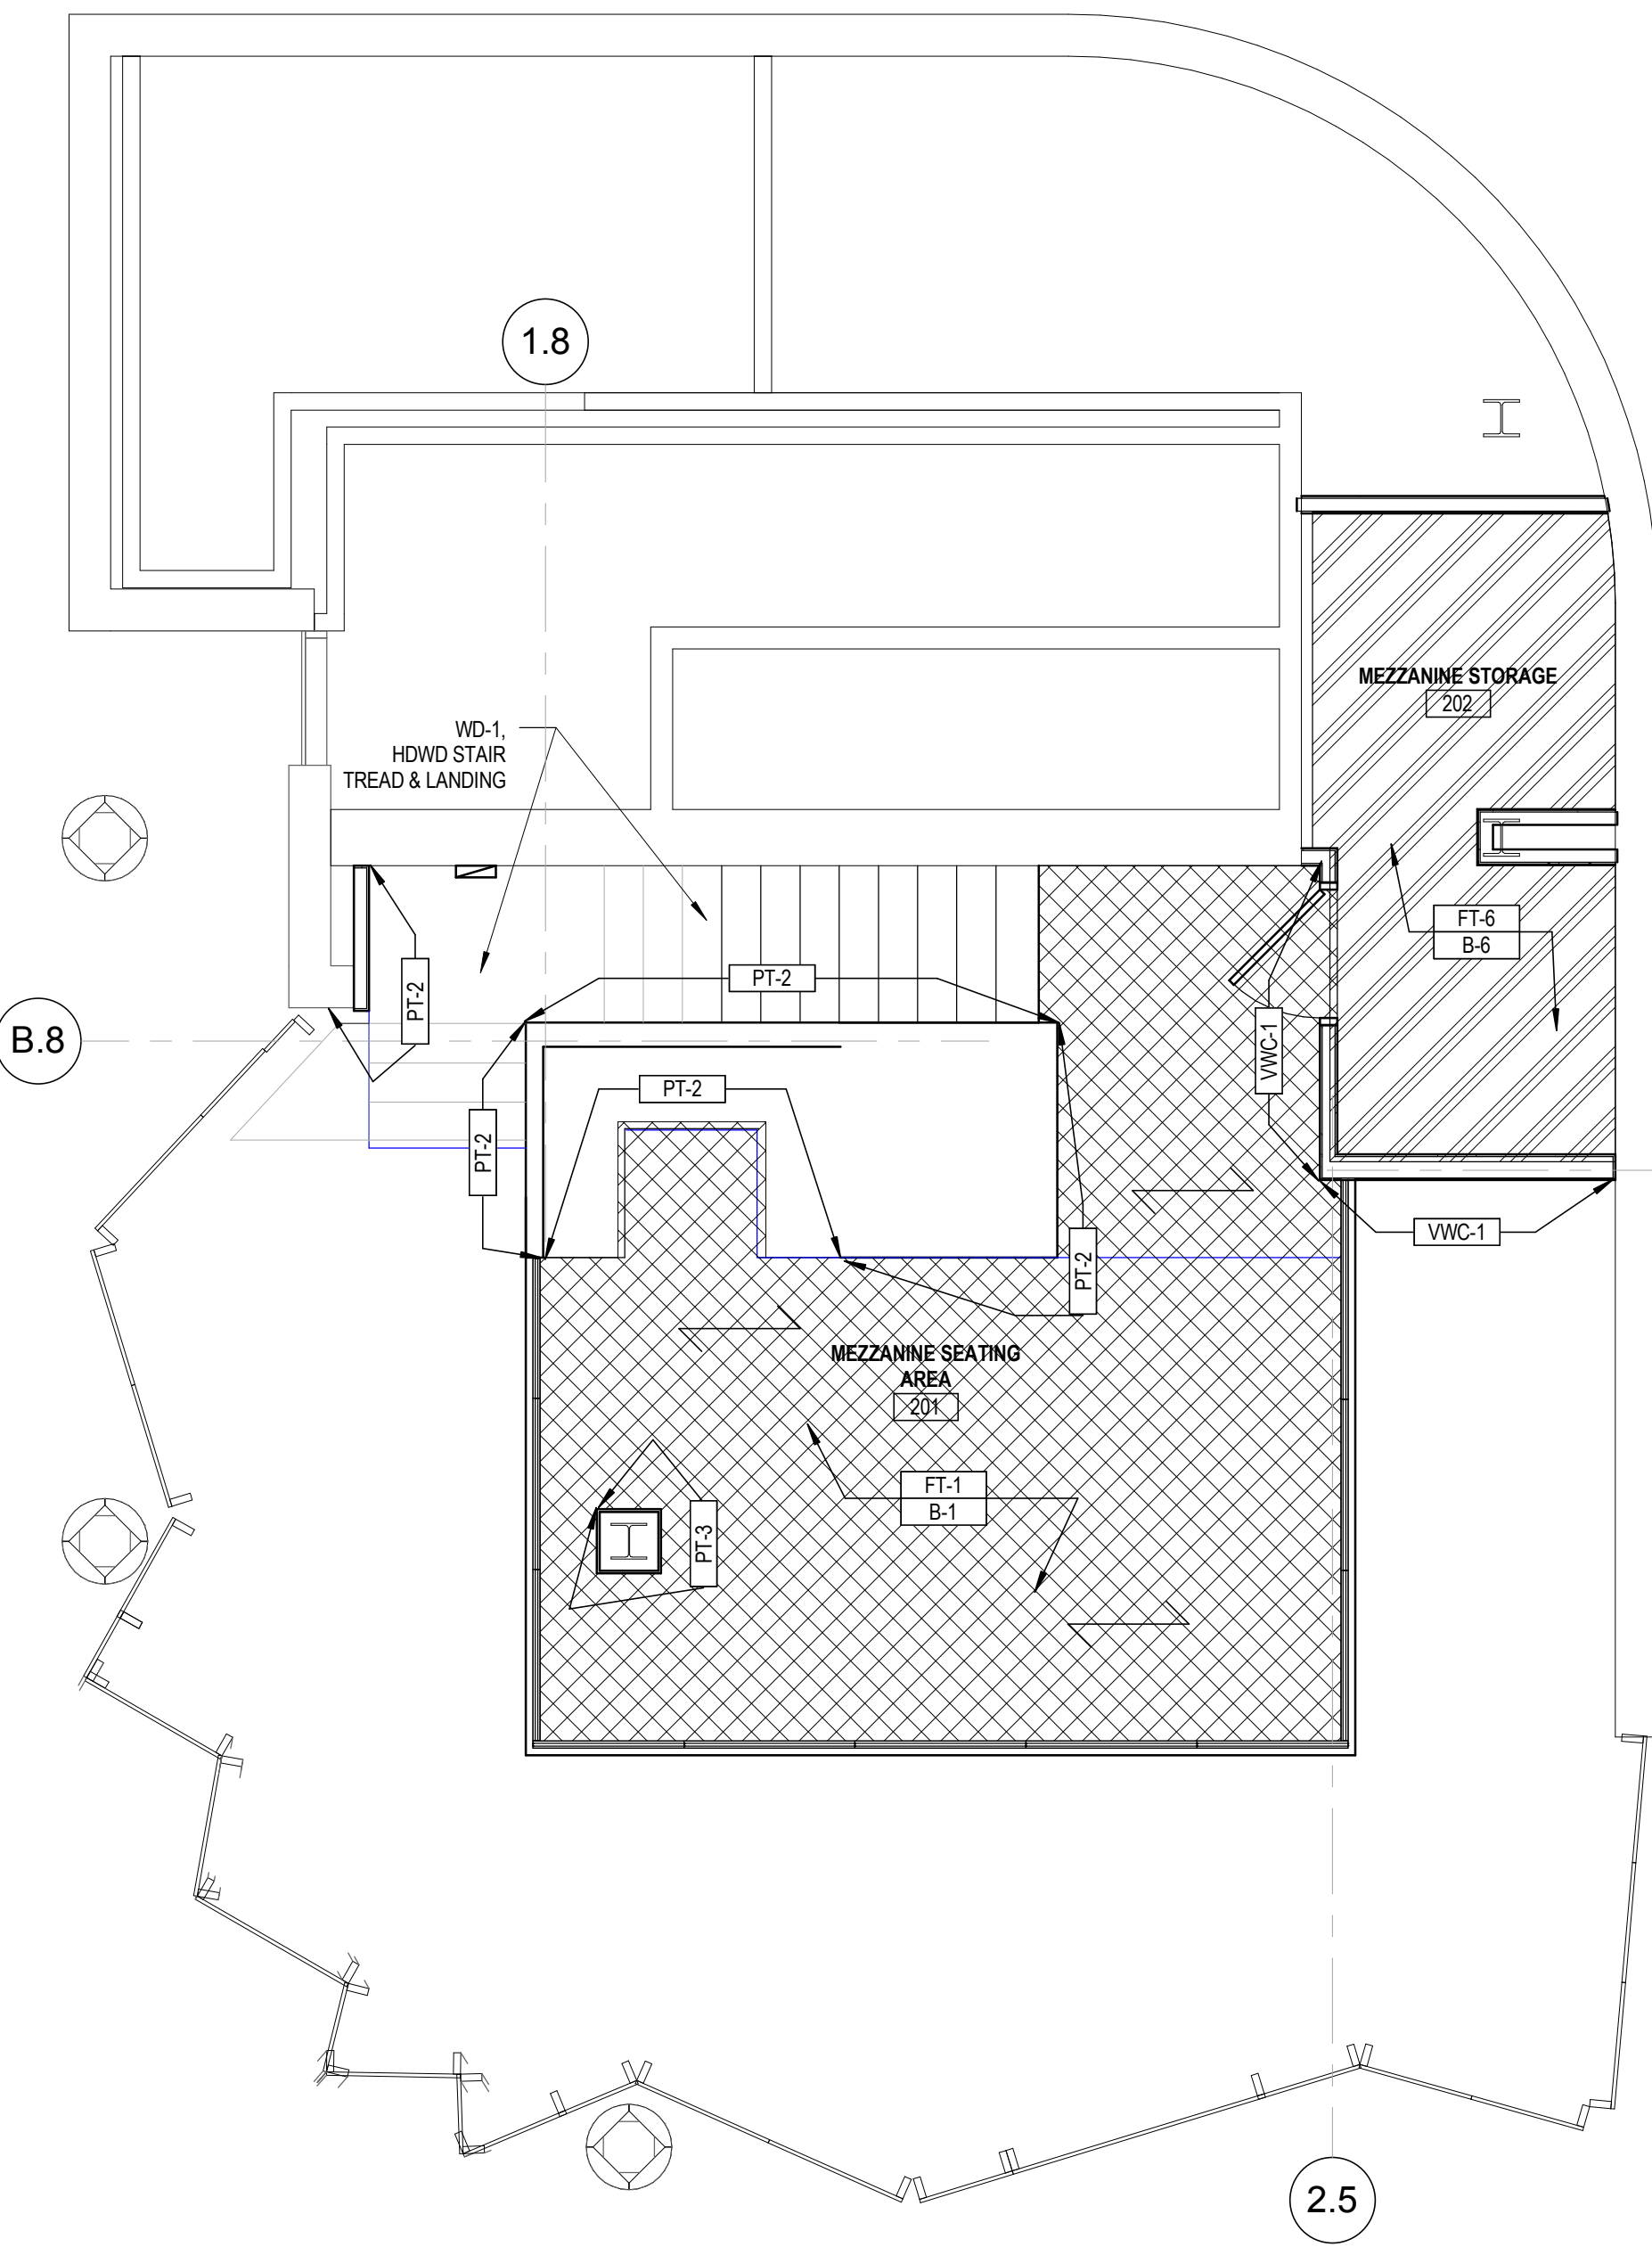 1.8
MEZZANINE STORAGE
202
WD-1,
HDWD STAIR
TREAD & LANDING
FT-6
B-6
PT-2
PT-2
B.8
VWC-1
PT-2
PT-2
VWC-1
PT-2
MEZZANINE SEATING
AREA
201
FT-1
B-1
PT-3
2.5